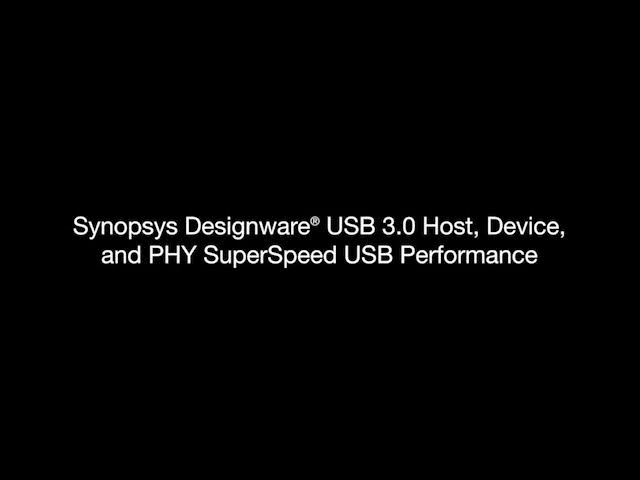 Synopsys Designware® USB 3.0 Host, Device,
and PHY SuperSpeed USB Performance